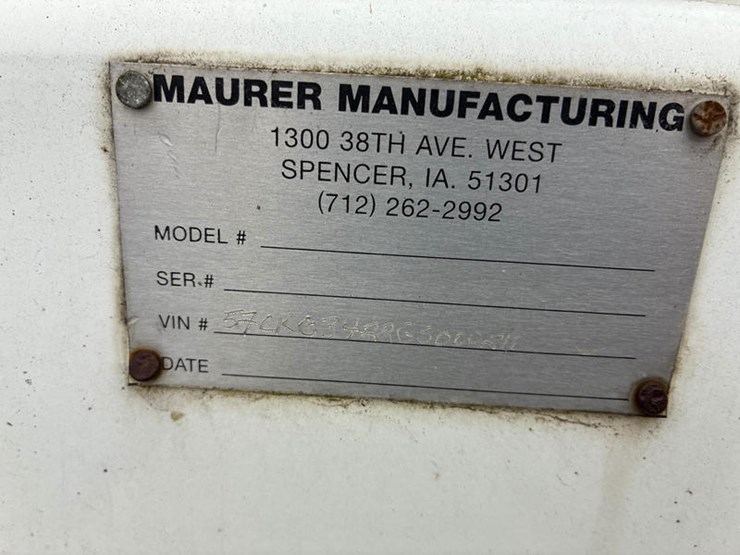 MAURER MANUFACTURING
1300 38TH AVE. WEST
SPENCER, IA. 51301
(712) 262-2992
MODEL #
SER.#
VIN #
DATE